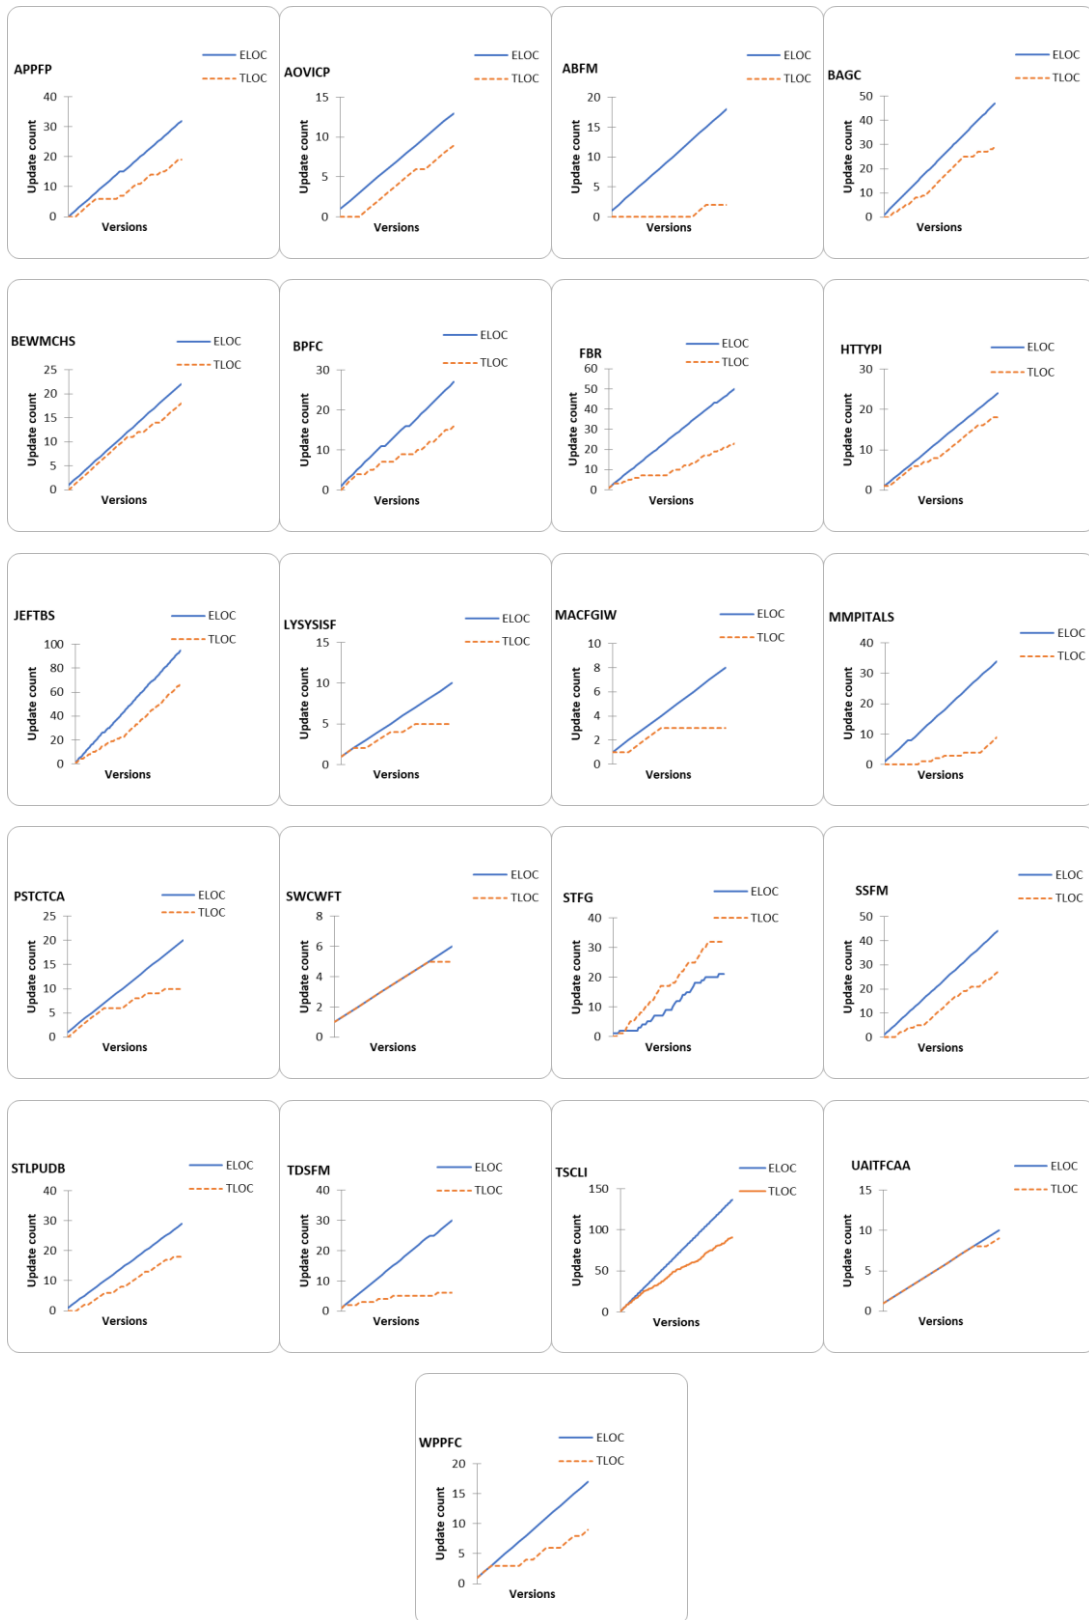 APPFP
ELOC
TLOC
Update count
40
30
20
10
0
Versions
AOVICP
ELOC
TLOC
Update count
15
10
5
0
Versions
ABFM
ELOC
TLOC
Update count
20
15
10
5
0
Versions
BAGC
ELOC
TLOC
Update count
50
40
30
20
10
0
Versions
BEWMCHS
ELOC
TLOC
Update count
25
20
15
10
5
0
Versions
BPFC
ELOC
TLOC
Update count
30
20
10
0
Versions
FBR
ELOC
TLOC
Update count
60
50
40
30
20
10
0
Versions
HTTYPI
ELOC
TLOC
Update count
30
20
10
0
Versions
JEFTBS
ELOC
TLOC
Update count
100
80
60
40
20
0
Versions
LYSYSISF
ELOC
TLOC
Update count
15
10
5
0
Versions
MACFGIW
ELOC
TLOC
Update count
10
8
6
4
2
0
Versions
MMPITALS
ELOC
TLOC
Update count
40
30
20
10
0
Versions
PSTCTCA
ELOC
TLOC
Update count
25
20
15
10
5
0
Versions
SWCWFT
ELOC
TLOC
Update count
8
6
4
2
0
Versions
STFG
ELOC
TLOC
Update count
40
30
20
10
0
Versions
SSFM
ELOC
TLOC
Update count
50
40
30
20
10
0
Versions
STLPUDB
ELOC
TLOC
Update count
40
30
20
10
0
Versions
TDSFM
ELOC
TLOC
Update count
40
30
20
10
0
Versions
TSCLI
ELOC
TLOC
Update count
150
100
50
0
Versions
UAITFCAA
ELOC
TLOC
Update count
15
10
5
0
Versions
WPPFC
ELOC
TLOC
Update count
20
15
10
5
0
Versions